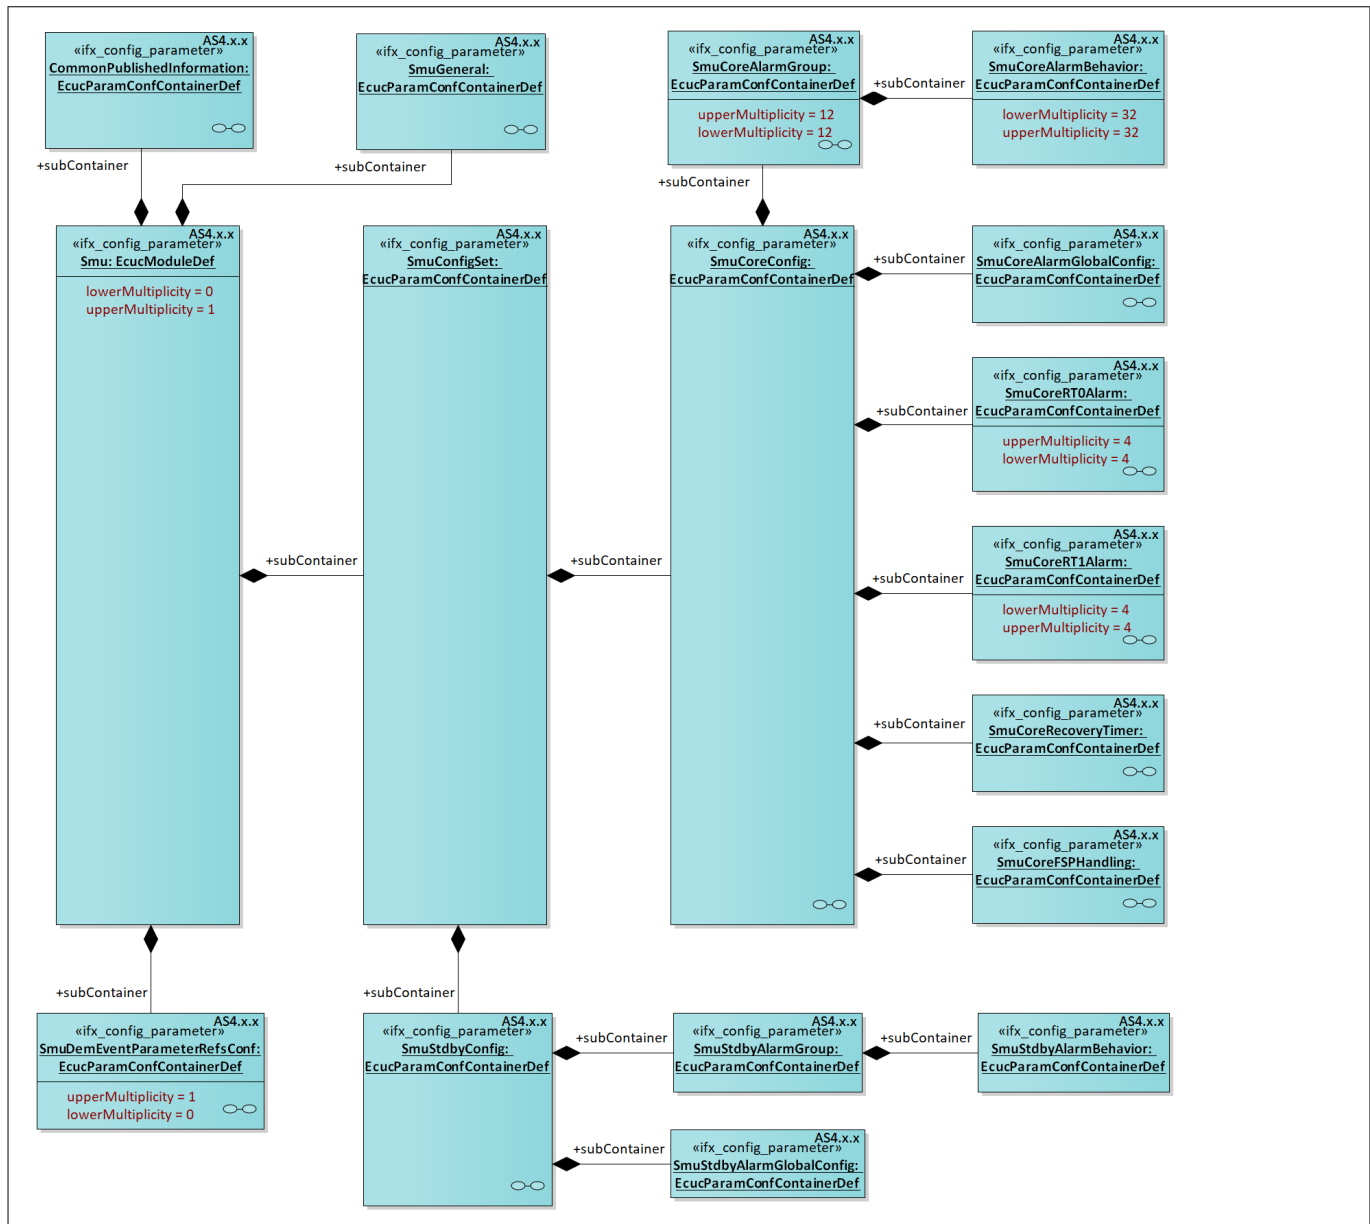 AS4.x.x
«ifx_config_parameter»
CommonPublishedInformation:
EcucParamConfContainerDef
AS4.x.x
«ifx_config_parameter»
SmuGeneral:
EcucParamConfContainerDef
AS4.x.x
«ifx_config_parameter»
SmuCoreAlarmGroup:
EcucParamConfContainerDef
upperMultiplicity = 12
lowerMultiplicity = 12
+subContainer
AS4.x.x
«ifx_config_parameter»
SmuCoreAlarmBehavior:
EcucParamConfContainerDef
lowerMultiplicity = 32
upperMultiplicity = 32
+subContainer
+subContainer
+subContainer
AS4.x.x
«ifx_config_parameter»
Smu: EcucModuleDef
lowerMultiplicity = 0
upperMultiplicity = 1
AS4.x.x
«ifx_config_parameter»
SmuConfigSet:
EcucParamConfContainerDef
AS4.x.x
«ifx_config_parameter»
SmuCoreConfig:
EcucParamConfContainerDef
+subContainer
AS4.x.x
«ifx_config_parameter»
SmuCoreAlarmGlobalConfig:
EcucParamConfContainerDef
+subContainer
AS4.x.x
«ifx_config_parameter»
SmuCoreRT0Alarm:
EcucParamConfContainerDef
upperMultiplicity = 4
lowerMultiplicity = 4
+subContainer
+subContainer
+subContainer
AS4.x.x
«ifx_config_parameter»
SmuCoreRT1Alarm:
EcucParamConfContainerDef
lowerMultiplicity = 4
upperMultiplicity = 4
+subContainer
AS4.x.x
«ifx_config_parameter»
SmuCoreRecoveryTimer:
EcucParamConfContainerDef
+subContainer
AS4.x.x
«ifx_config_parameter»
SmuCoreFSPHandling:
EcucParamConfContainerDef
+subContainer
+subContainer
AS4.x.x
«ifx_config_parameter»
SmuDemEventParameterRefsConf:
EcucParamConfContainerDef
upperMultiplicity = 1
lowerMultiplicity = 0
AS4.x.x
«ifx_config_parameter»
SmuStdbyConfig:
EcucParamConfContainerDef
+subContainer
AS4.x.x
«ifx_config_parameter»
SmuStdbyAlarmGroup:
EcucParamConfContainerDef
+subContainer
AS4.x.x
«ifx_config_parameter»
SmuStdbyAlarmBehavior:
EcucParamConfContainerDef
+subContainer
AS4.x.x
«ifx_config_parameter»
SmuStdbyAlarmGlobalConfig:
EcucParamConfContainerDef